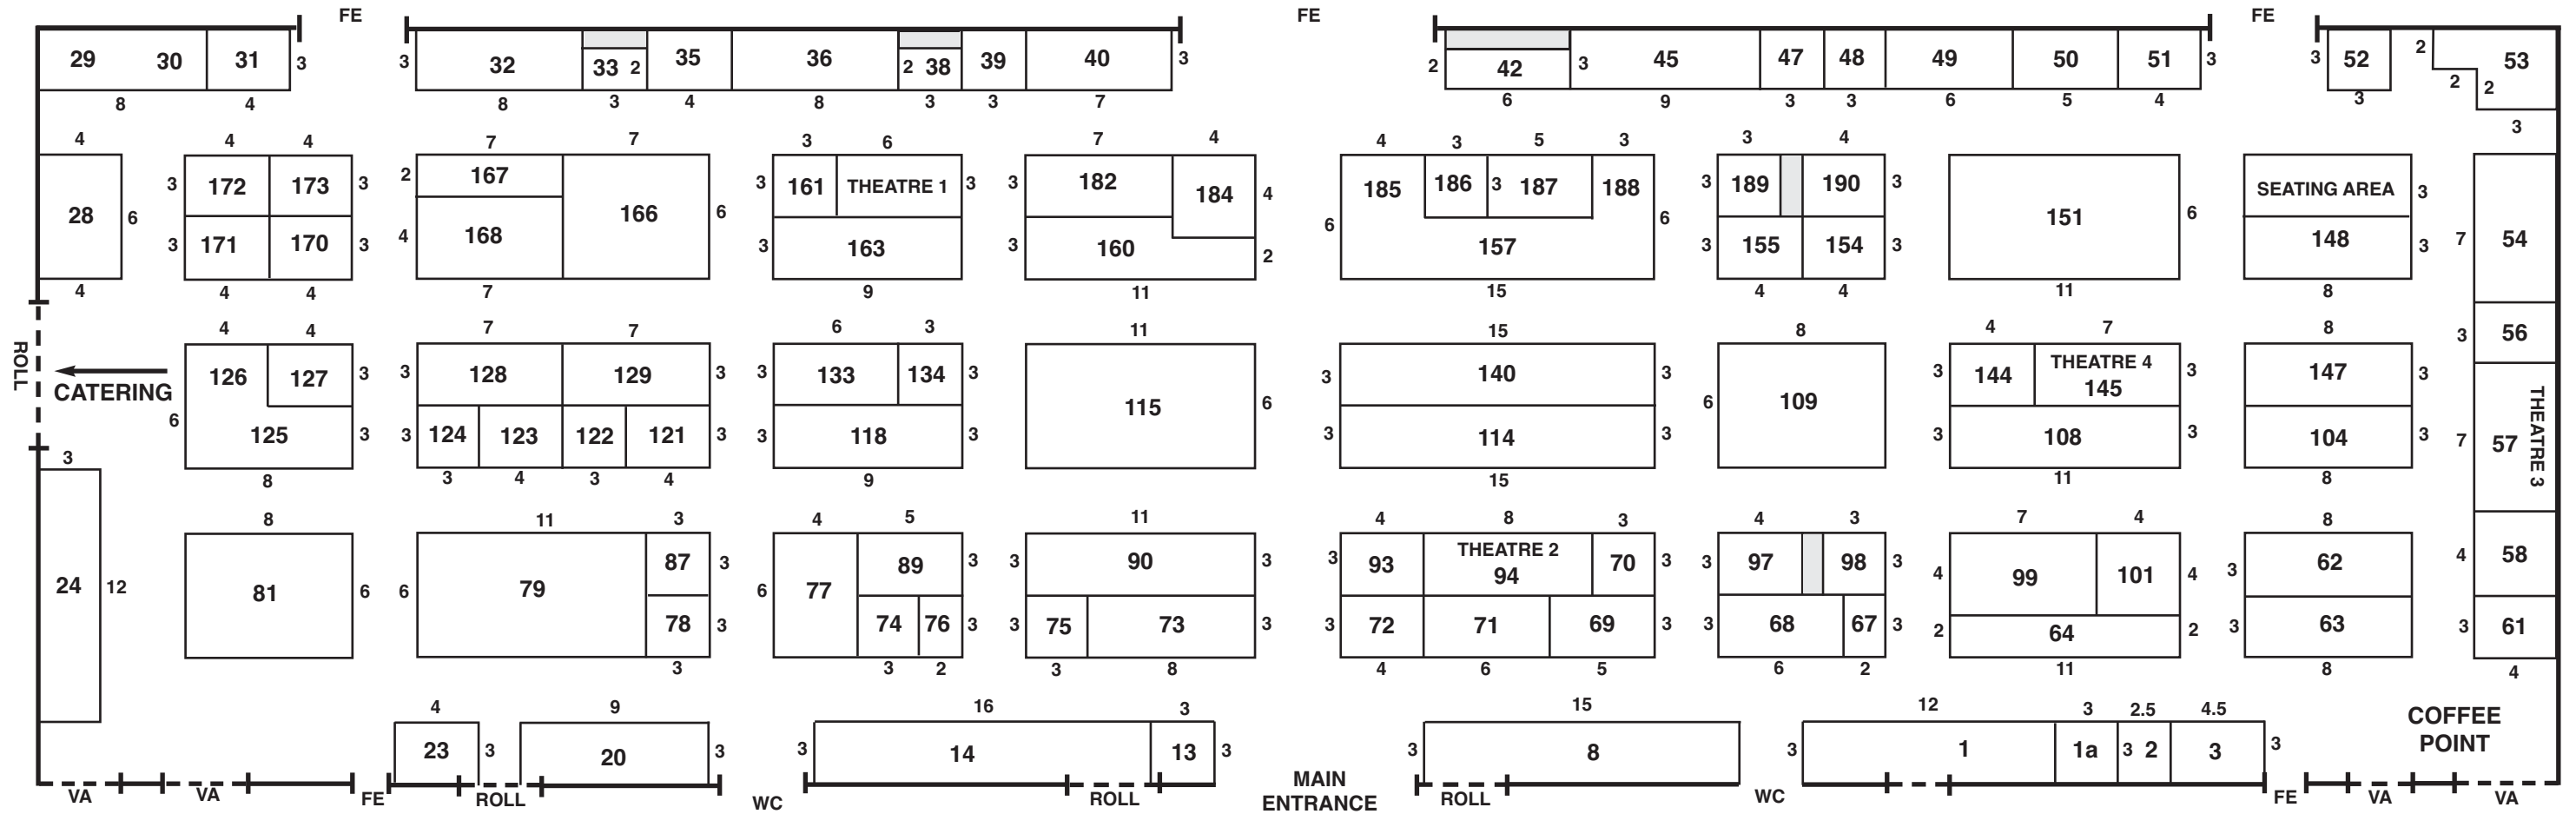 FE FE FE
29 30 31 3 3 32 33 2 35 36 2 38 39 40 3 2 42 3 45 47 48 49 50 51 3 3 52 2 53
2 2
8 4 8 3 4 8 3 3 7 6 9 3 3 6 5 4 3
3
4 4 4 7 7 3 6 7 4 4 3 5 3 3 4
3 172 173 3 2 167 3 161 THEATRE 1 3 3 182 184 4 185 186 3 187 188 3 189 190 3 SEATING AREA 3
28 6 166 6 6 6 151 6
3 171 170 3 4 168 3 163 3 160 2 157 3 155 154 3 148 3 7 54
4 4 4 7 9 11 15 4 4 11 8
ROLL
4 4 7 7 6 3 11 15 8 4 7 8
3 56
CATERING
126 127 3 3 128 129 3 3 133 134 3 3 140 3 3 144 THEATRE 4
145 3 147 3
6 115 6 6 109
125 3 3 124 123 122 121 3 3 118 3 3 114 3 3 108 3 104 3 7 57 THEATRE 3
3 8 3 4 3 4 9 15 11 8
8 11 3 4 5 11 4 8 3 4 3 7 4 8
24 12 81 6 6 79 87 3 6 77 89 3 3 90 3 3 93 THEATRE 2
94 70 3 3 97 98 3 4 99 101 4 3 62 4 58
78 3 74 76 3 3 75 73 3 3 72 71 69 3 3 68 67 3 2 64 2 3 63 3 61
3 3 2 3 8 4 6 5 6 2 11 8 4
4 9 16 3 15 12 3 2.5 4.5
23 3 20 3 3 14 13 3 3 8 3 1 1a 3 2 3 3
COFFEE
POINT
VA VA FE ROLL WC ROLL
MAIN
ENTRANCE
ROLL WC FE VA VA